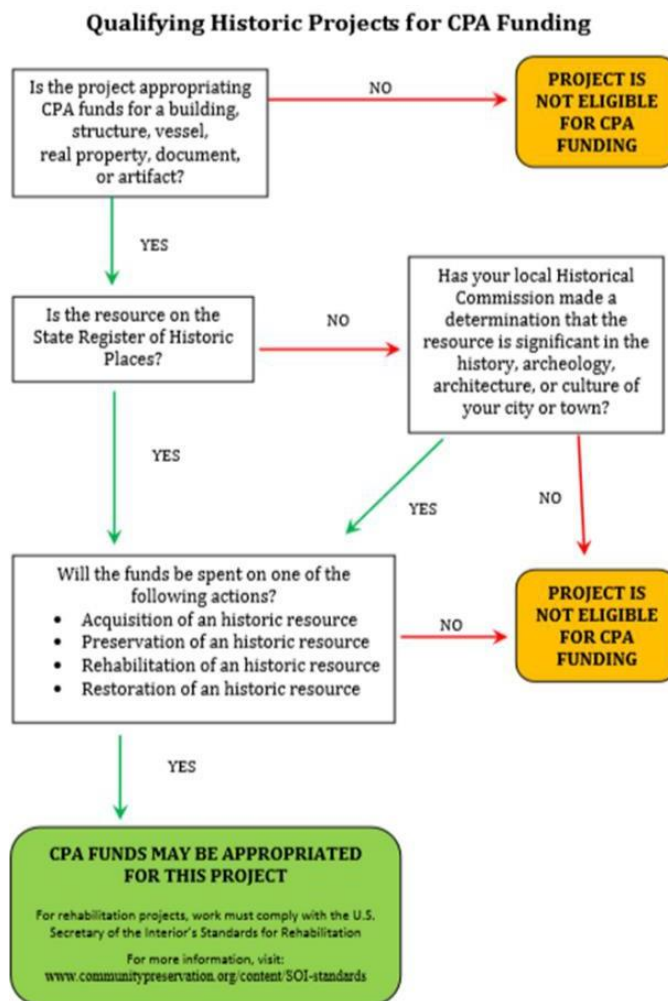 Qualifying Historic Projects for CPA Funding
Is the project appropriating
CPA funds for a building,
structure, vessel,
real property, document,
or artifact?
NO
PROJECT IS
NOT ELIGIBLE
FOR CPA
FUNDING
YES
Is the resource on the
State Register of Historic
Places?
NO
Has your local Historical
Commission made a
determination that the
resource is significant in the
history, archeology,
architecture, or culture of
your city or town?
YES
YES
NO
Will the funds be spent on one of the
following actions?
• Acquisition of an historic resource
• Preservation of an historic resource
• Rehabilitation of an historic resource
• Restoration of an historic resource
NO
PROJECT IS
NOT ELIGIBLE
FOR CPA
FUNDING
YES
CPA FUNDS MAY BE APPROPRIATED
FOR THIS PROJECT
For rehabilitation projects, work must comply with the U.S.
Secretary of the Interior's Standards for Rehabilitation
For more information, visit:
www.communitypreservation.org/content/SOI-standards